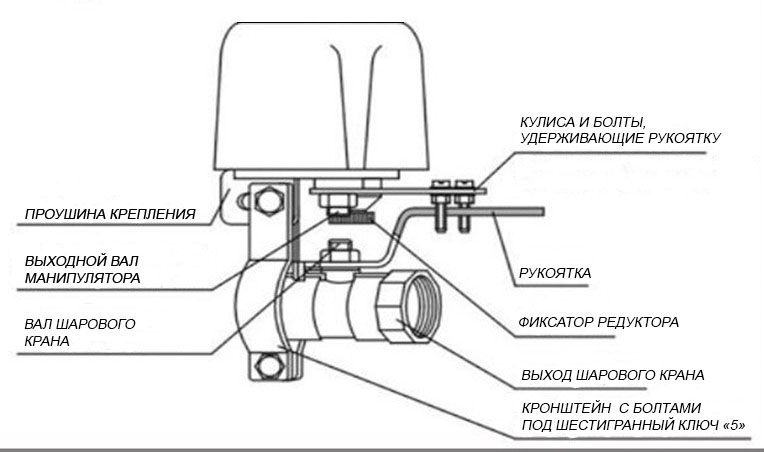 КУЛИСА И БОЛТЫ,
УДЕРЖИВАЮЩИЕ РУКОЯТКУ
ПРОУШИНА КРЕПЛЕНИЯ
ВЫХОДНОЙ ВАЛ
МАНИПУЛЯТОРА
РУКОЯТКА
ВАЛ ШАРОВОГО
КРАНА
ФИКСАТОР РЕДУКТОРА
ВЫХОД ШАРОВОГО КРАНА
КРОНШТЕЙН С БОЛТАМИ
ПОД ШЕСТИГРАННЫЙ КЛЮЧ «5»